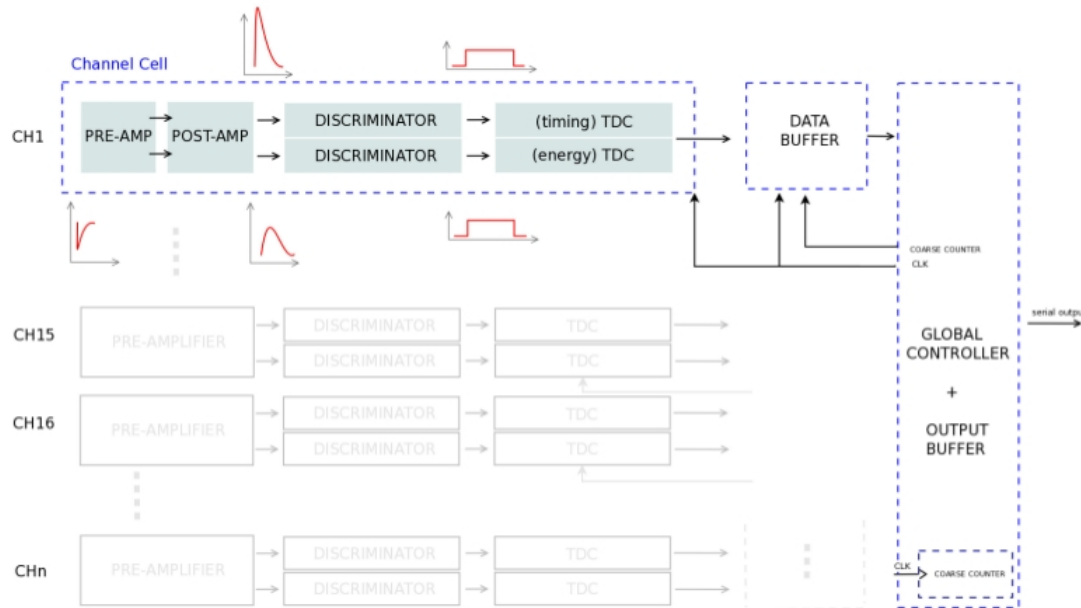 Channel Cell
CH1
PRE-AMP
POST-AMP
DISCRIMINATOR
(timing) TDC
DISCRIMINATOR
(energy) TDC
DATA
BUFFER
COARSE COUNTER
CLK
CH15
PRE-AMPLIFIER
DISCRIMINATOR
TDC
DISCRIMINATOR
TDC
GLOBAL
CONTROLLER
+
OUTPUT
BUFFER
serial outpu
CH16
PRE-AMPLIFIER
DISCRIMINATOR
TDC
DISCRIMINATOR
TDC
CHn
PRE-AMPLIFIER
DISCRIMINATOR
TDC
DISCRIMINATOR
TDC
CLK
COARSE COUNTER